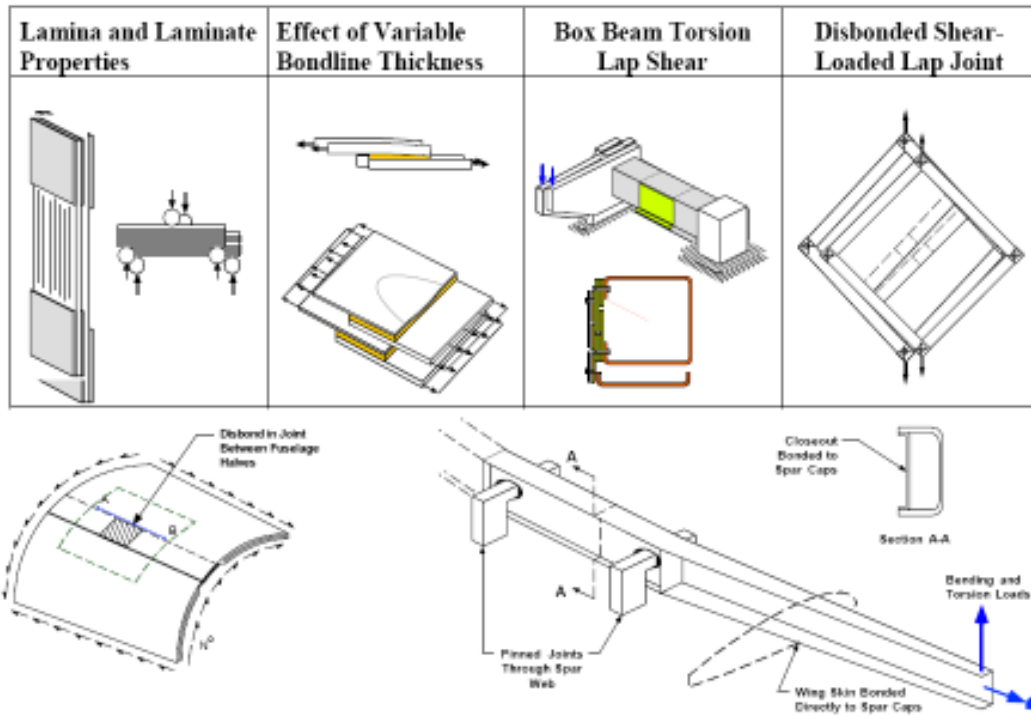 Lamina and Laminate
Properties
Effect of Variable
Bondline Thickness
Box Beam Torsion
Lap Shear
Disbonded Shear-
Loaded Lap Joint
Disbond in Joint
Between Fuselage
Halves
A
B
N°
A
A
Closeout
Bonded to
Spar Caps
Section A-A
Bending and
Torsion Loads
Pinned Joints
Through Spar
Web
Wing Skin Bonded
Directly to Spar Caps